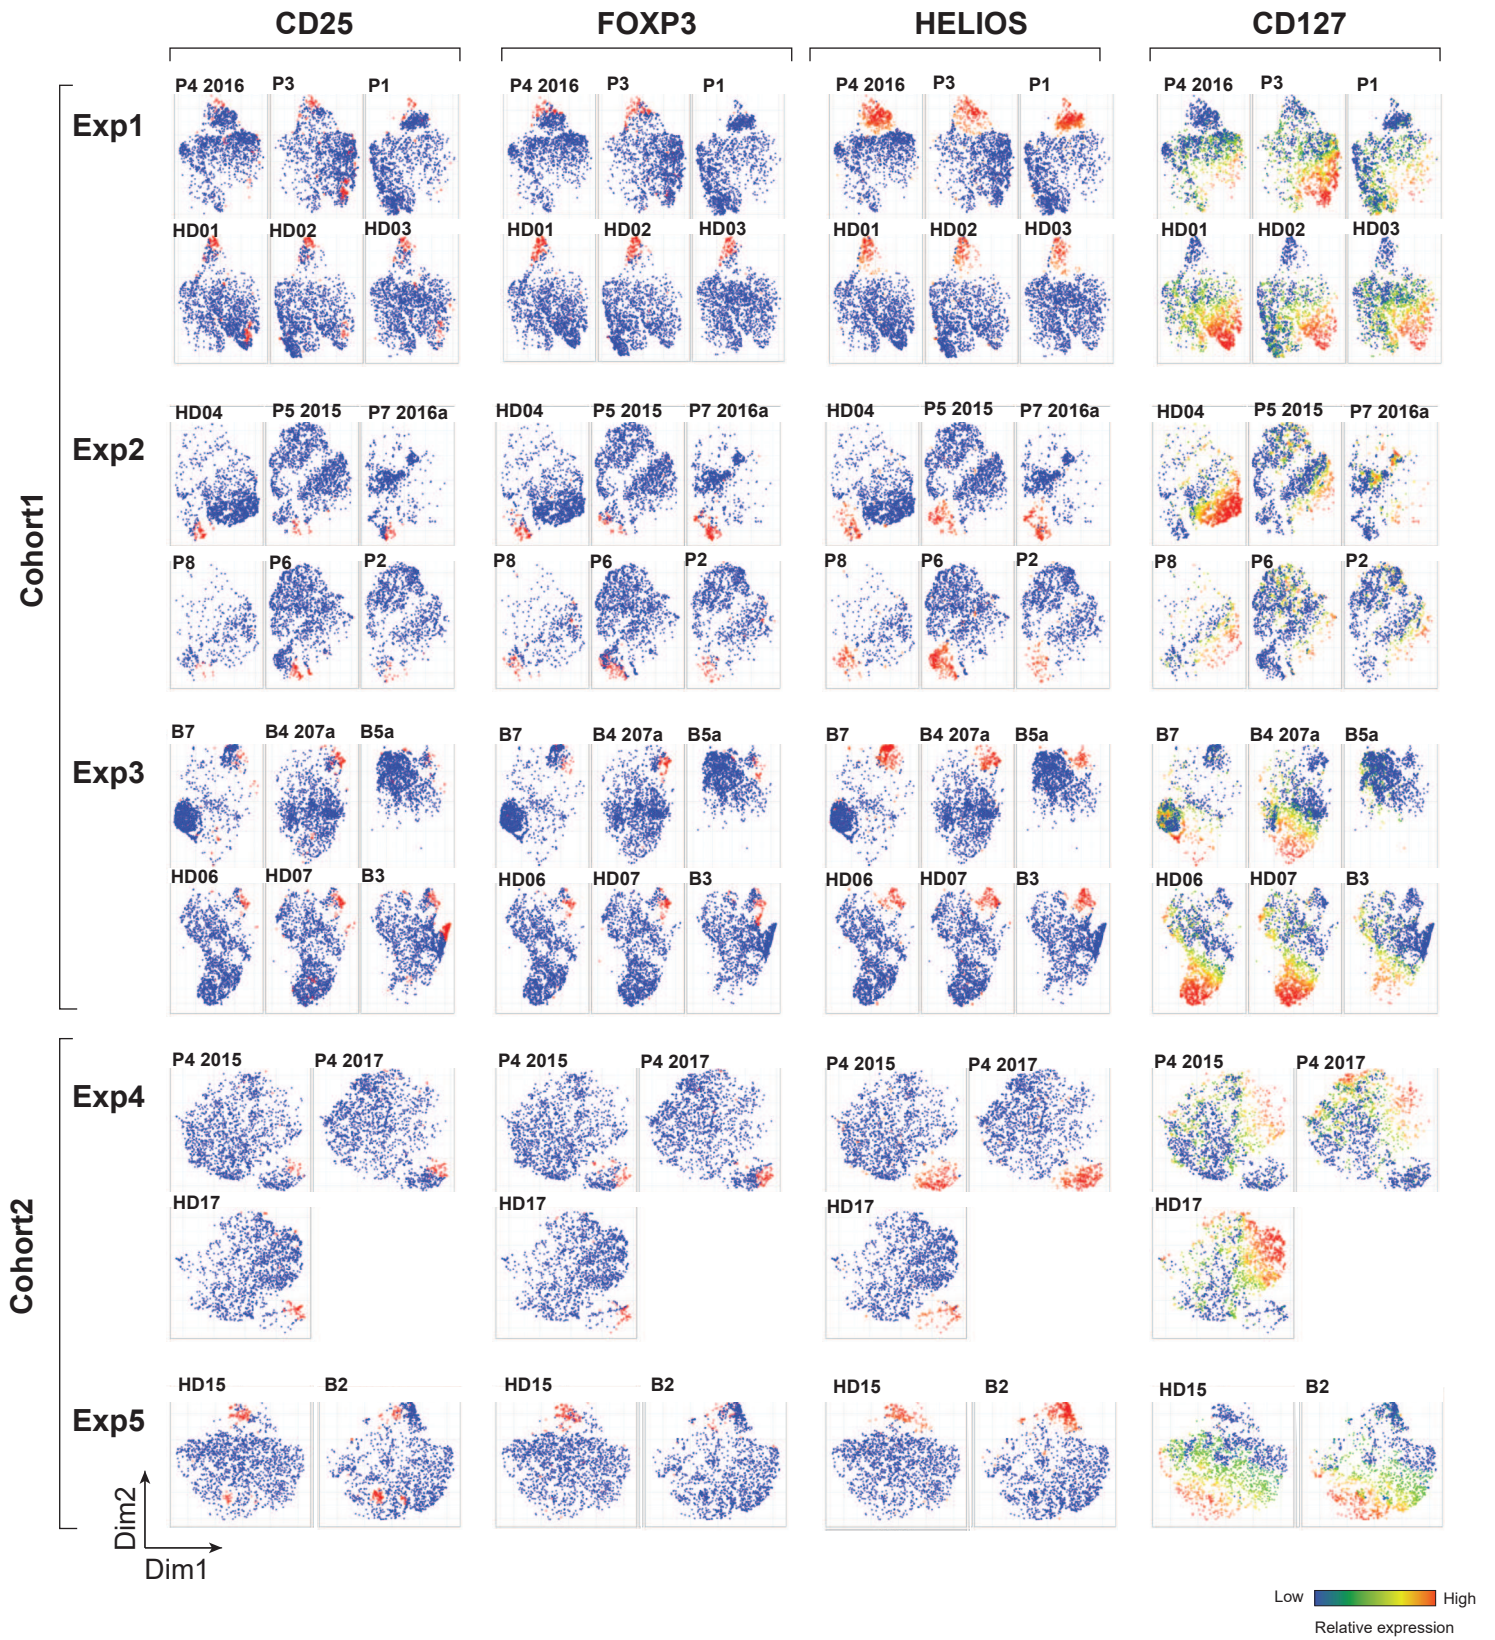 CD25 FOXP3 HELIOS CD127
Cohort1
Exp1
P4 2016 P3 P1 P4 2016 P3 P1 P4 2016 P3 P1 P4 2016 P3 P1
HD01 HD02 HD03 HD01 HD02 HD03 HD01 HD02 HD03 HD01 HD02 HD03
Exp2
HD04 P5 2015 P7 2016a HD04 P5 2015 P7 2016a HD04 P5 2015 P7 2016a HD04 P5 2015 P7 2016a
P8 P6 P2 P8 P6 P2 P8 P6 P2 P8 P6 P2
Exp3
B7 B4 207a B5a B7 B4 207a B5a B7 B4 207a B5a B7 B4 207a B5a
HD06 HD07 B3 HD06 HD07 B3 HD06 HD07 B3 HD06 HD07 B3
Cohort2
Exp4
P4 2015 P4 2017 P4 2015 P4 2017 P4 2015 P4 2017 P4 2015 P4 2017
HD17 HD17 HD17 HD17
Exp5
HD15 B2 HD15 B2 HD15 B2 HD15 B2
Dim2
Dim1
Low High
Relative expression